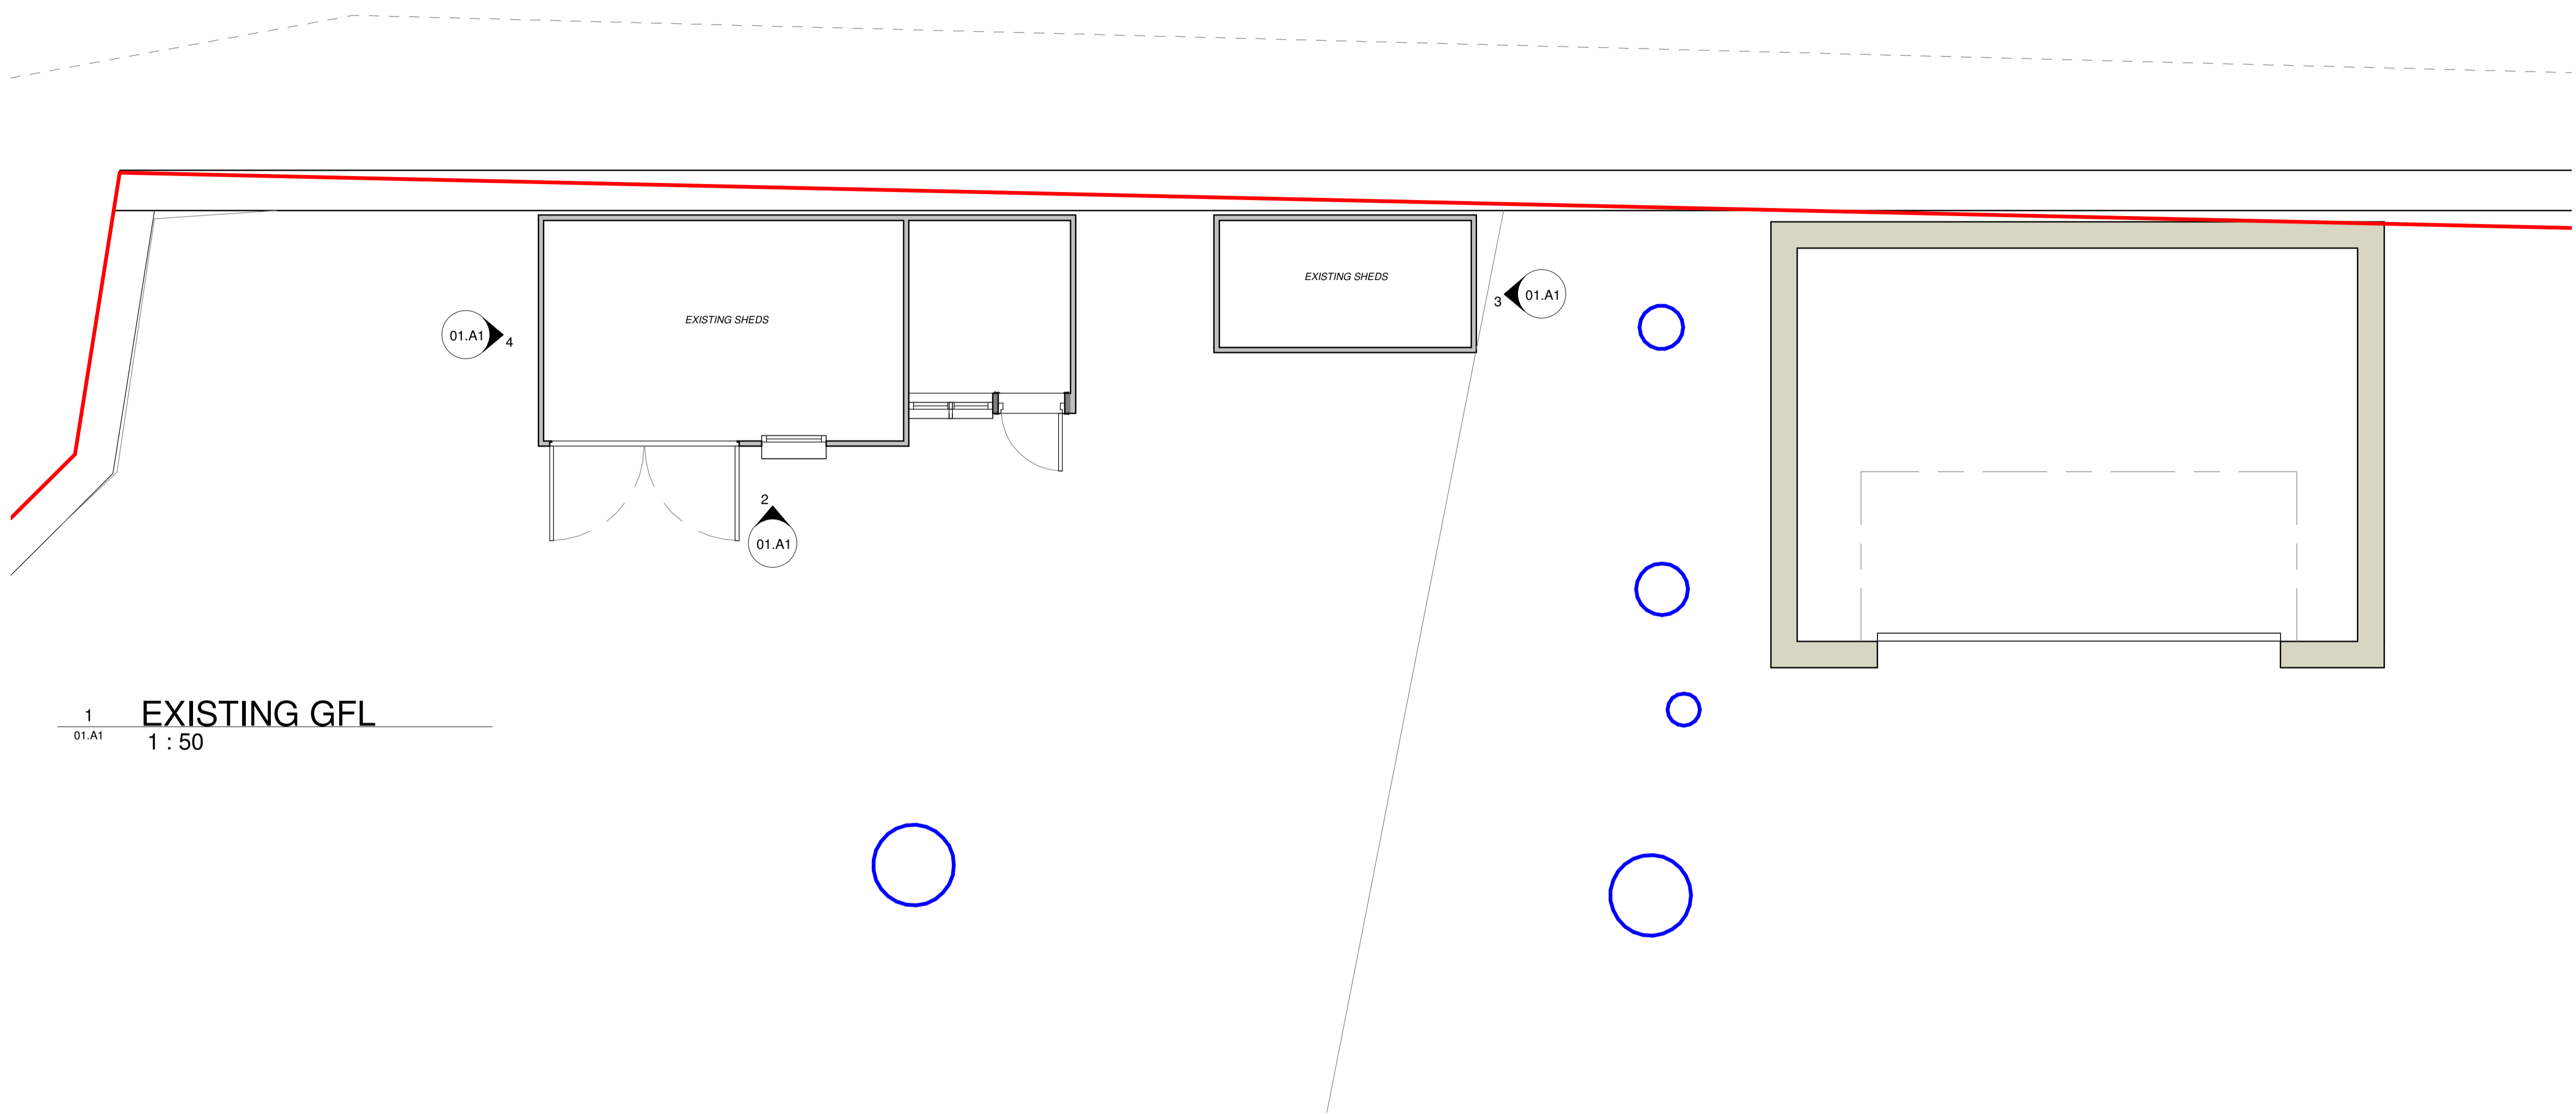 EXISTING SHEDS
3
01.A1
EXISTING SHEDS
01.A1
4
2
01.A1
1
EXISTING GFL
01.A1
1 : 50